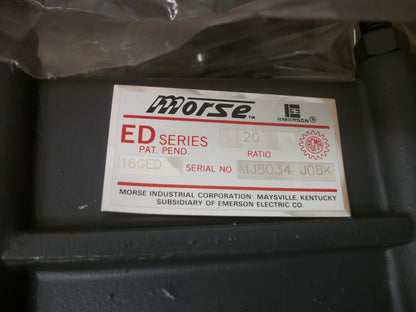 morse™ EMERSON®
ED SERIES 20
PAT. PEND. RATIO
18GED SERIAL NO. MJ8034 J08K
MORSE INDUSTRIAL CORPORATION MAYSVILLE, KENTUCKY
SUBSIDIARY OF EMERSON ELECTRIC CO.